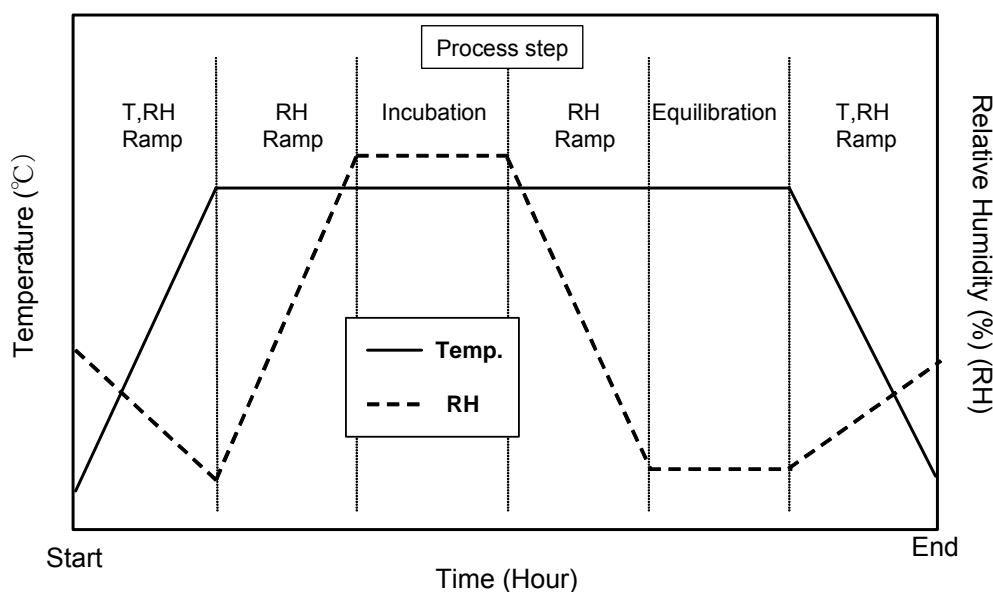 Process step
T,RH
Ramp
RH
Ramp
Incubation
RH
Ramp
Equilibration
T,RH
Ramp
Temperature (℃)
Relative Humidity (%) (RH)
Temp.
RH
Start
End
Time (Hour)